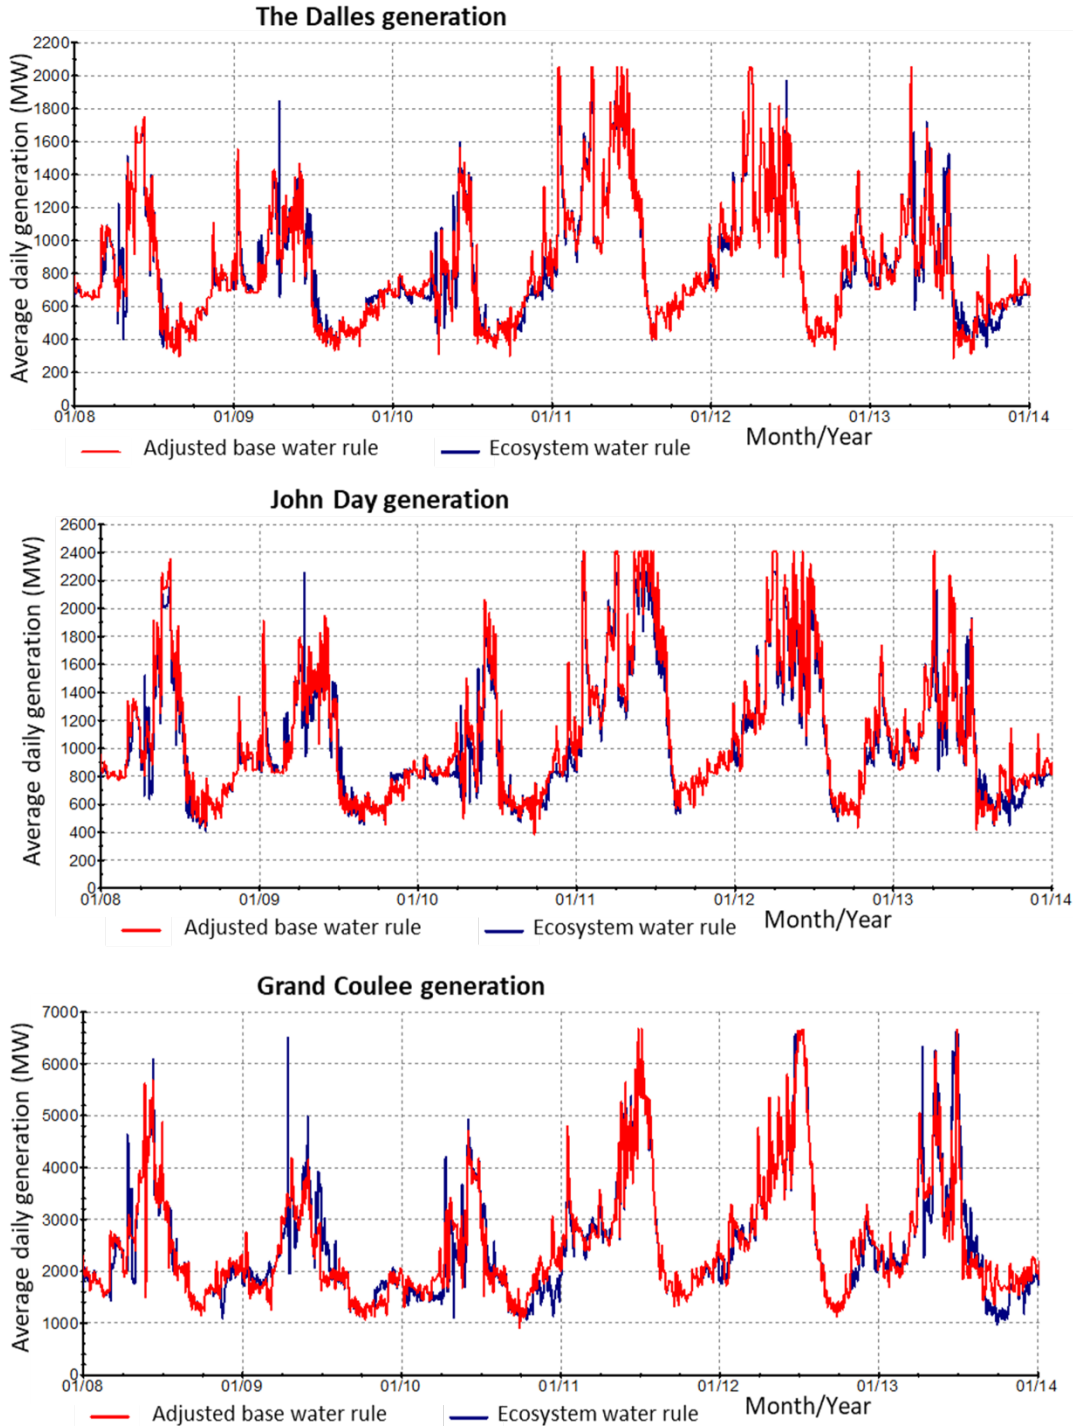 The Dalles generation
Average daily generation (MW)
2200
2000
1800
1600
1400
1200
1000
800
600
400
200
0
01/08 01/09 01/10 01/11 01/12 01/13 01/14
Month/Year
Adjusted base water rule Ecosystem water rule
John Day generation
Average daily generation (MW)
2600
2400
2200
2000
1800
1600
1400
1200
1000
800
600
400
200
0
01/08 01/09 01/10 01/11 01/12 01/13 01/14
Month/Year
Adjusted base water rule Ecosystem water rule
Grand Coulee generation
Average daily generation (MW)
7000
6000
5000
4000
3000
2000
1000
0
01/08 01/09 01/10 01/11 01/12 01/13 01/14
Month/Year
Adjusted base water rule Ecosystem water rule